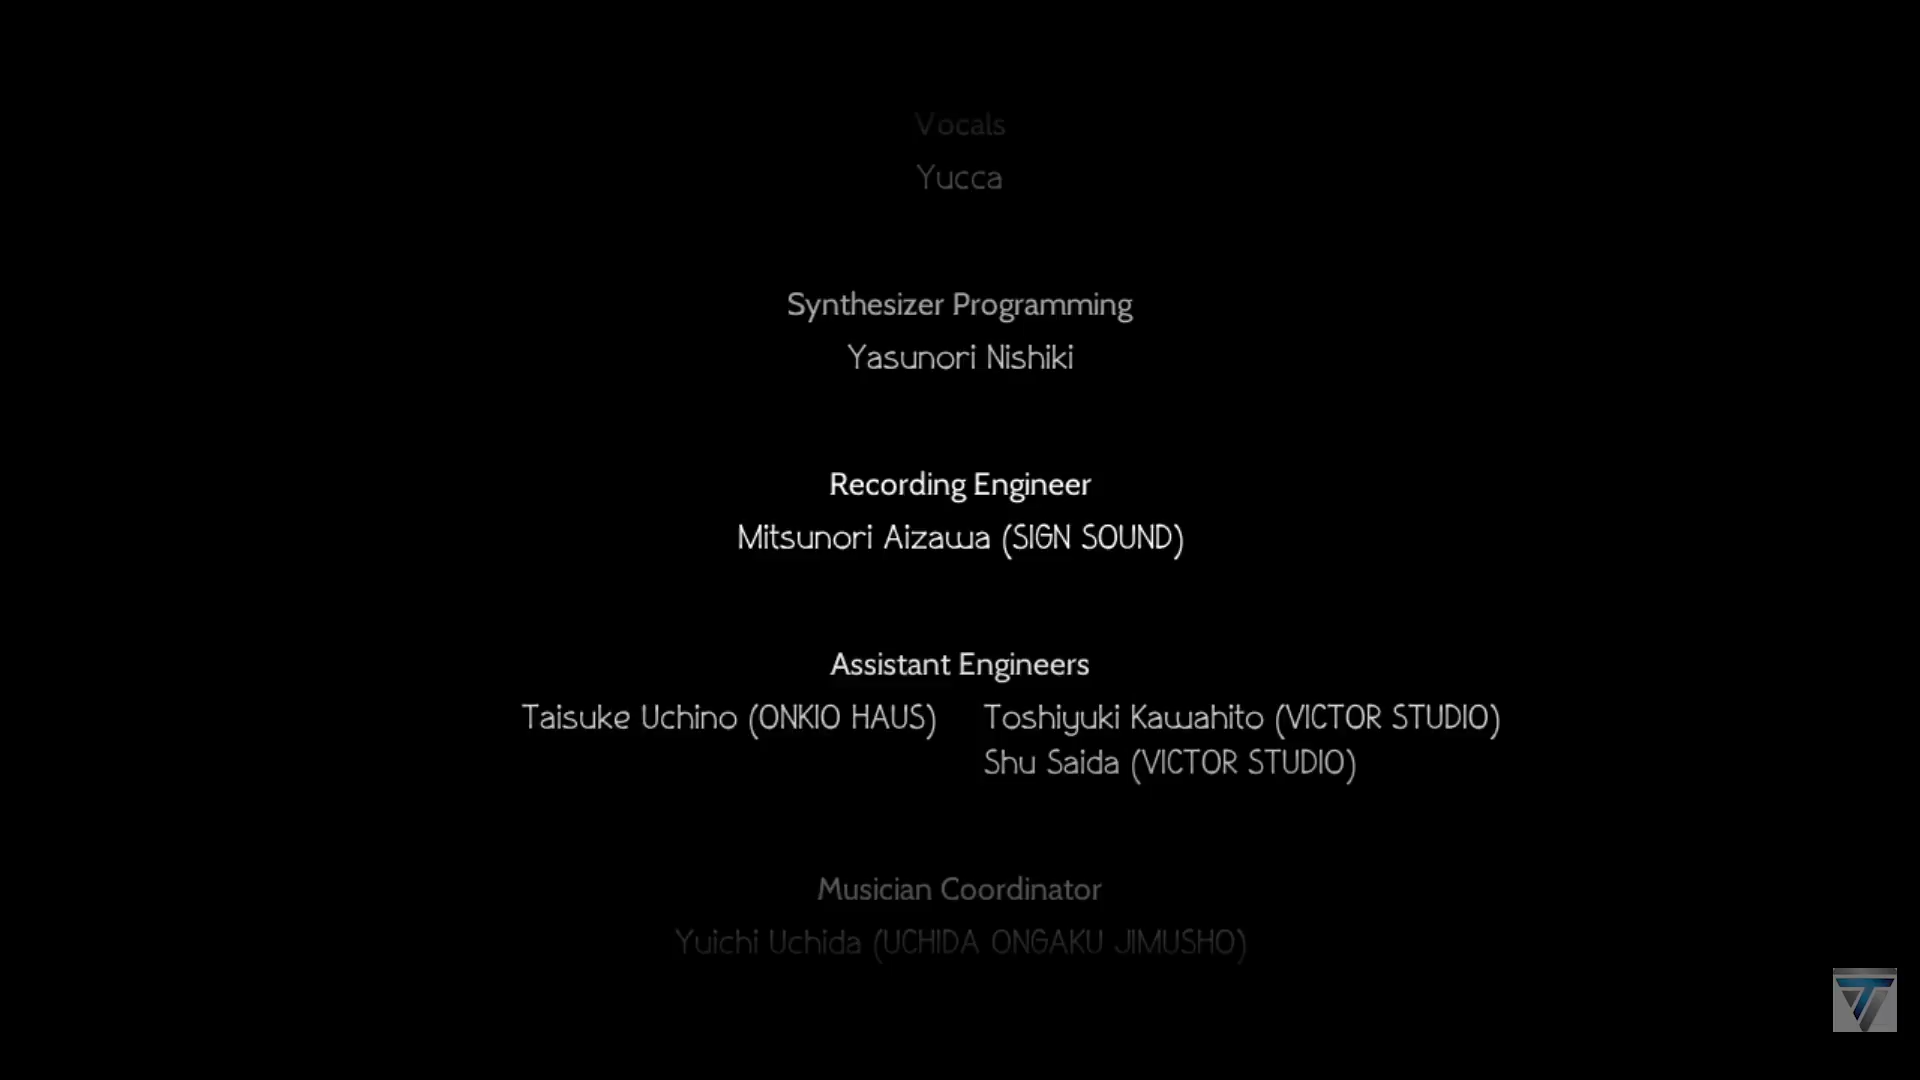 Vocals
Yucca
Synthesizer Programming
Yasunori Nishiki
Recording Engineer
Mitsunori Aizawa (SIGN SOUND)
Assistant Engineers
Taisuke Uchino (ONKIO HAUS) Toshiyuki Kawahito (VICTOR STUDIO)
Shu Saida (VICTOR STUDIO)
Musician Coordinator
Yuichi Uchida (UCHIDA ONGAKU JIMUSHO)